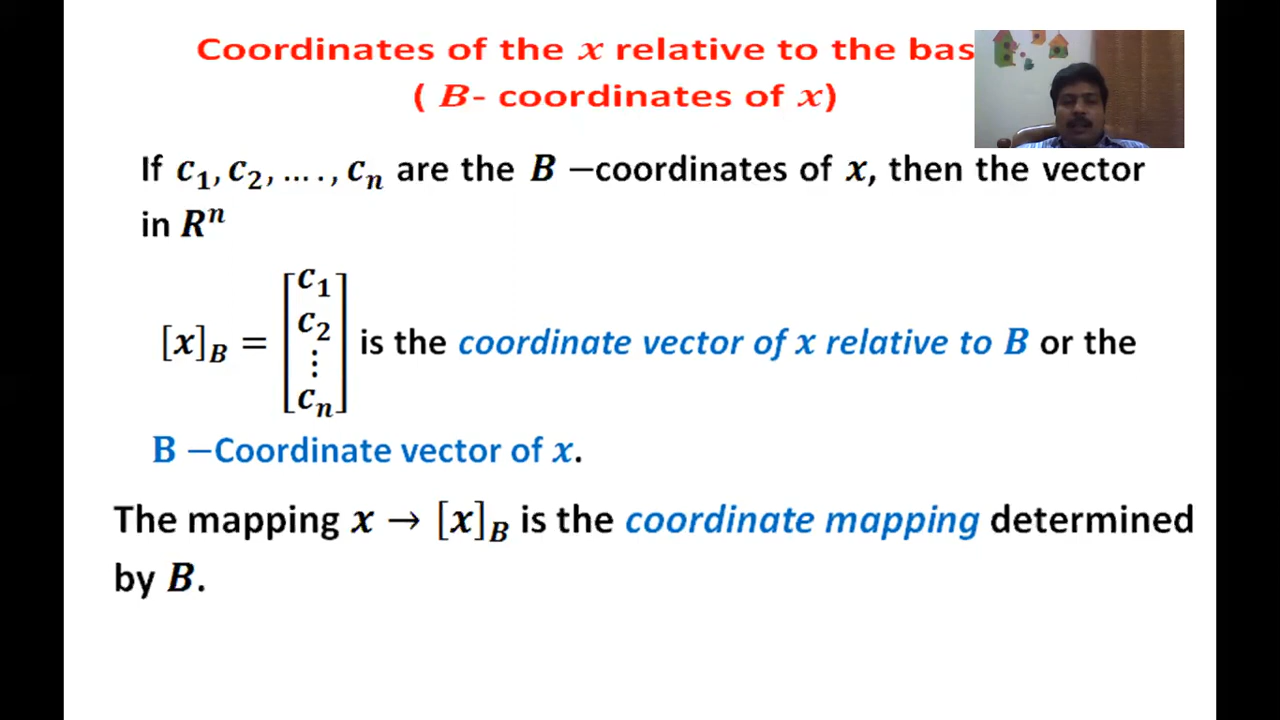 Coordinates of the x relative to the
( B- coordinates of x)
If c₁, c₂, …. , cₙ are the B −coordinates of x, then the vector
in Rⁿ
[x]_B = [c₁ c₂ ⋮ cₙ] is the coordinate vector of x relative to B or the
B −Coordinate vector of x.
The mapping x → [x]_B is the coordinate mapping determined
by B.